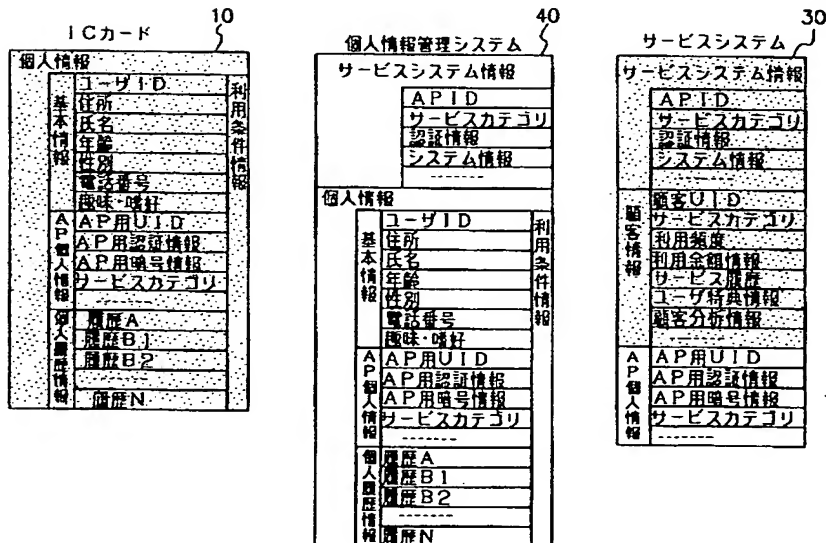 10
ICカード
個人情報
基本情報
ユーザID
住所
氏名
年齢
性別
電話番号
趣味・嗜好
利用条件情報
AP個人情報
AP用UID
AP用認証情報
AP用暗号情報
サービスカテゴリ
-------
個人履歴情報
履歴A
履歴B1
履歴B2
-------
履歴N
40
個人情報管理システム
サービスシステム情報
APID
サービスカテゴリ
認証情報
システム情報
-------
個人情報
基本情報
ユーザID
住所
氏名
年齢
性別
電話番号
趣味・嗜好
利用条件情報
AP個人情報
AP用UID
AP用認証情報
AP用暗号情報
サービスカテゴリ
-------
個人履歴情報
履歴A
履歴B1
履歴B2
-------
履歴N
30
サービスシステム
サービスシステム情報
APID
サービスカテゴリ
認証情報
システム情報
-------
顧客情報
顧客UID
サービスカテゴリ
利用頻度
利用金額情報
サービス履歴
ユーザ特典情報
顧客分析情報
-------
AP個人情報
AP用UID
AP用認証情報
AP用暗号情報
サービスカテゴリ
-------